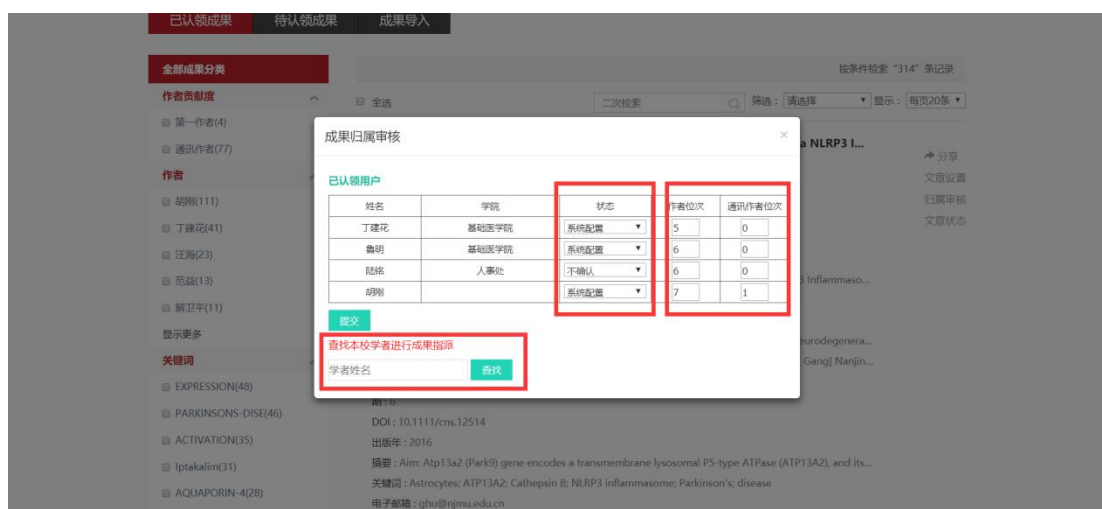 已认领成果 待认领成果 成果导入
全部成果分类 按条件检索 "314" 条记录
作者贡献度 全选 二次检索 筛选： 请选择 显示： 每页20条
第一作者(4)
通讯作者(77)
作者
胡刚(111)
丁建花(41)
汪海(23)
范益(13)
解卫平(11)
显示更多
关键词
EXPRESSION(48)
PARKINSONS-DISE(46)
ACTIVATION(35)
Iptakalim(31)
AQUAPORIN-4(28)
成果归属审核 ×
已认领用户
姓名 学院 状态 作者位次 通讯作者位次
丁建花 基础医学院 系统配置 5 0
鲁明 基础医学院 系统配置 6 0
陆铭 人事处 不确认 6 0
胡刚 系统配置 7 1
提交
查找本校学者进行成果指派
学者姓名 查找
a NLRP3 I...
分享
文章设置
归属审核
文章状态
3 Inflammaso...
eurodegenera...
Gang] Nanjin...
期 : 6
DOI : 10.1111/cns.12514
出版年 : 2016
摘要 : Aim: Atp13a2 (Park9) gene encodes a transmembrane lysosomal P5-type ATPase (ATP13A2), and its...
关键词 : Astrocytes; ATP13A2; Cathepsin B; NLRP3 inflammasome; Parkinson's; disease
电子邮箱 : ghu@njmu.edu.cn